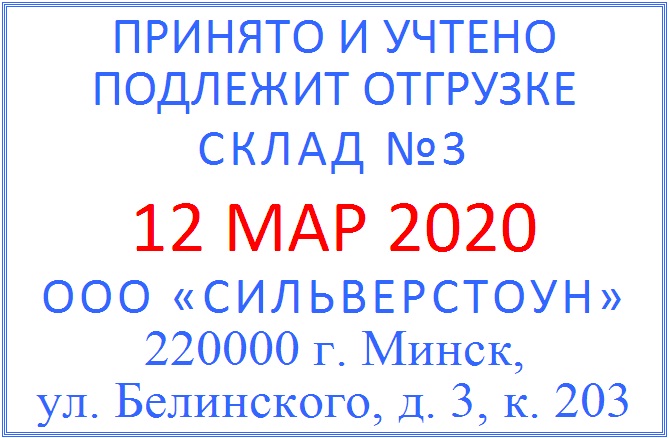 ПРИНЯТО И УЧТЕНО
ПОДЛЕЖИТ ОТГРУЗКЕ
СКЛАД №3
12 МАР 2020
ООО «СИЛЬВЕРСТОУН»
220000 г. Минск,
ул. Белинского, д. 3, к. 203